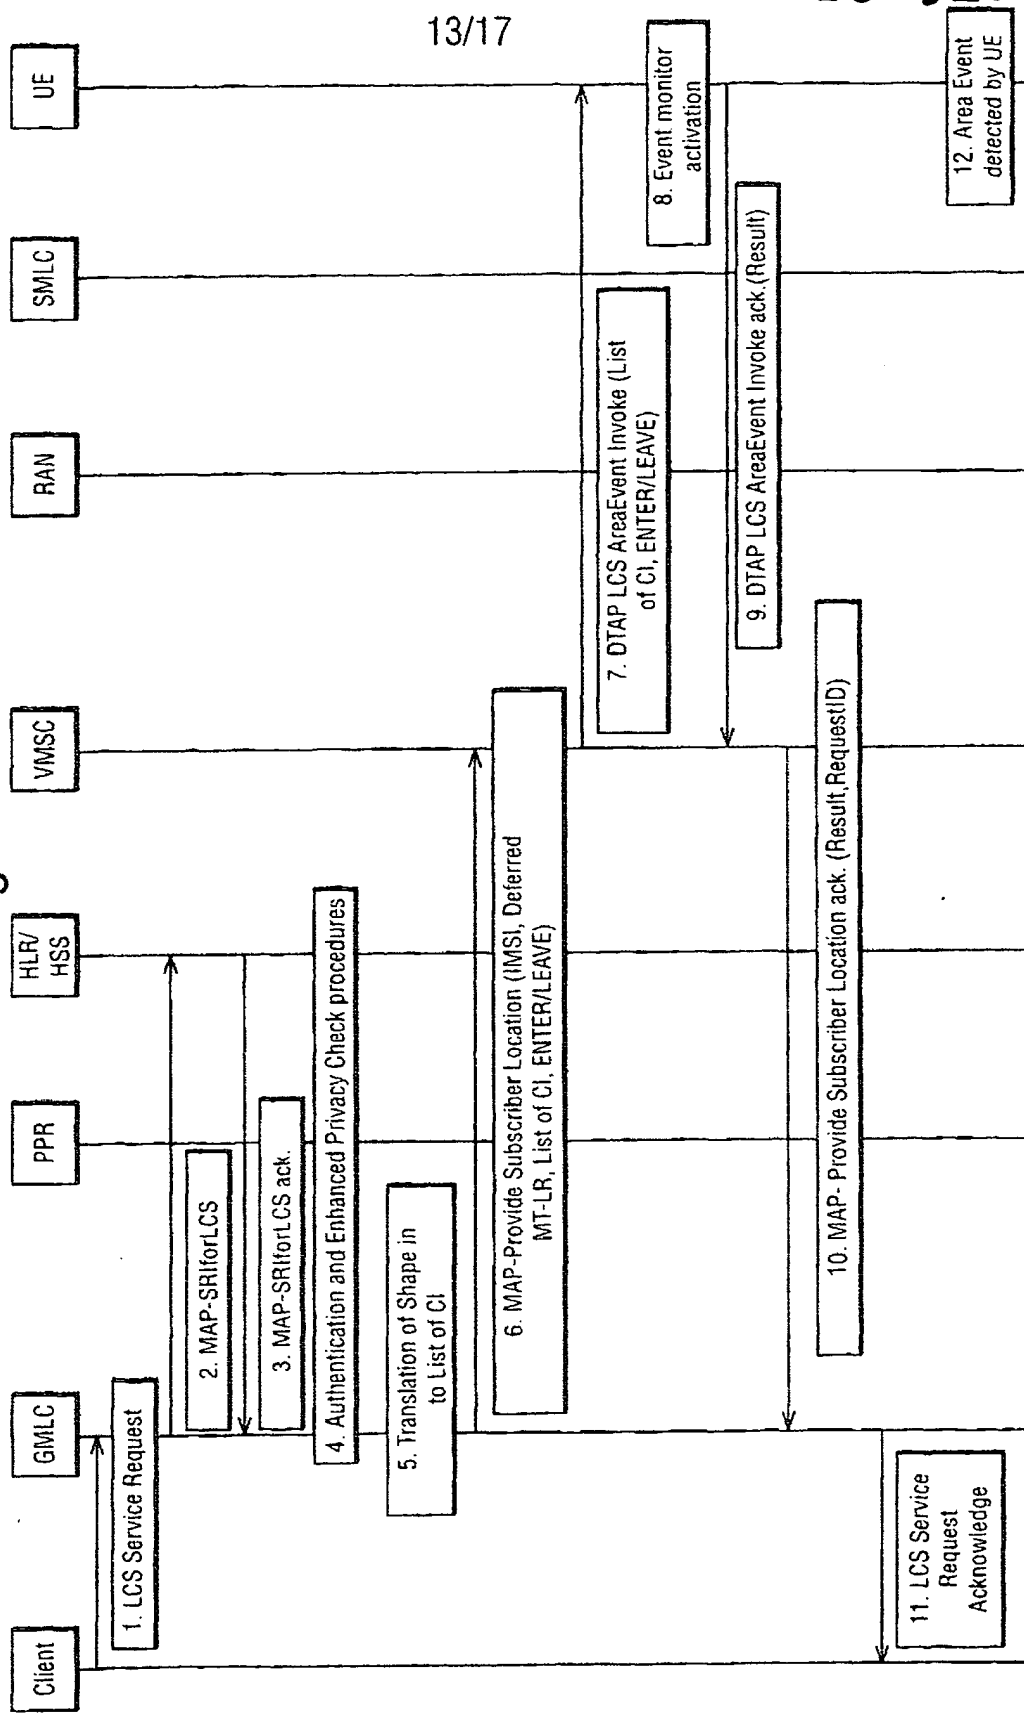 13/17
Client
GMLC
PPR
HLR/
HSS
VMSC
RAN
SMLC
UE
1. LCS Service Request
2. MAP-SRIforLCS
3. MAP-SRIforLCS ack.
4. Authentication and Enhanced Privacy Check procedures
5. Translation of Shape in
to List of CI
6. MAP-Provide Subscriber Location (IMSI, Deferred
MT-LR, List of CI, ENTER/LEAVE)
7. DTAP LCS AreaEvent Invoke (List
of CI, ENTER/LEAVE)
8. Event monitor
activation
9. DTAP LCS AreaEvent Invoke ack.(Result)
10. MAP- Provide Subscriber Location ack. (Result,RequestID)
11. LCS Service
Request
Acknowledge
12. Area Event
detected by UE